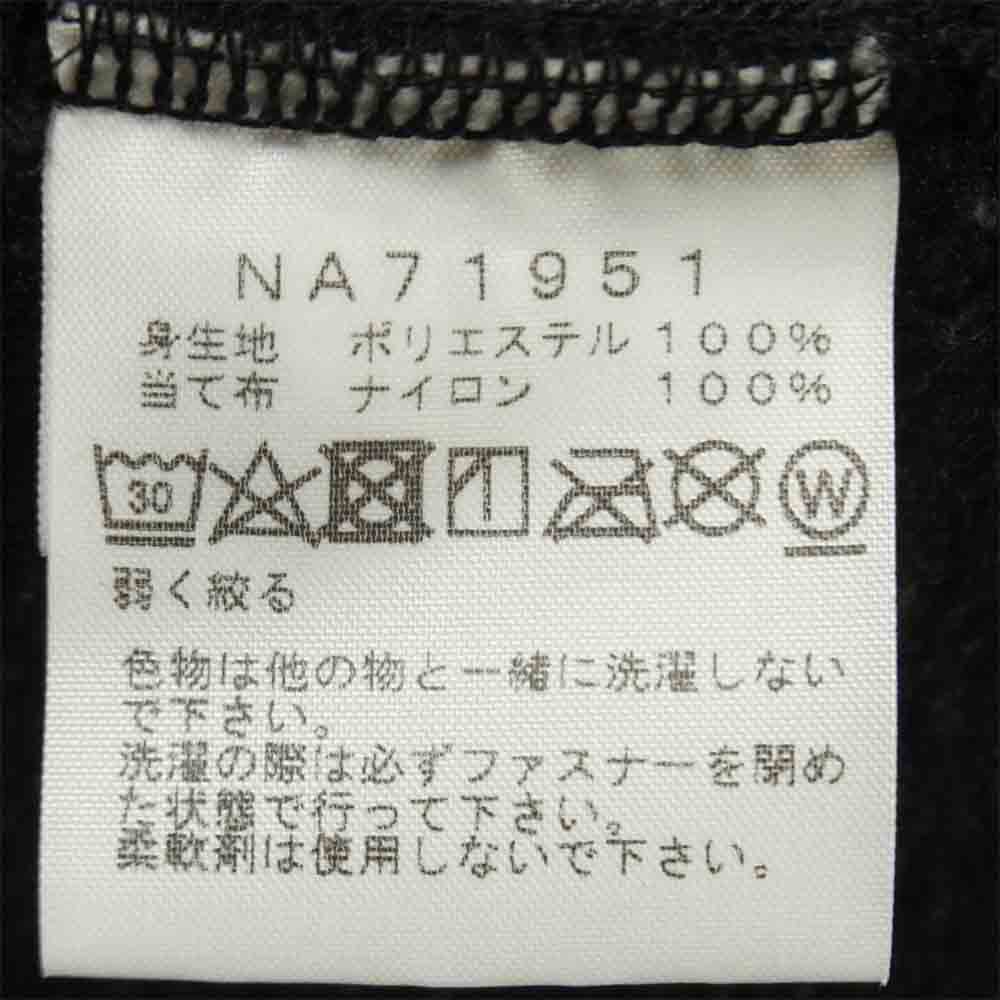 NA71951
身生地 ポリエステル 100%
当て布 ナイロン 100%
30 W
弱く絞る
色物は他の物と一緒に洗濯しない
で下さい。
洗濯の際は必ずファスナーを閉め
た状態で行って下さい。
柔軟剤は使用しないで下さい。